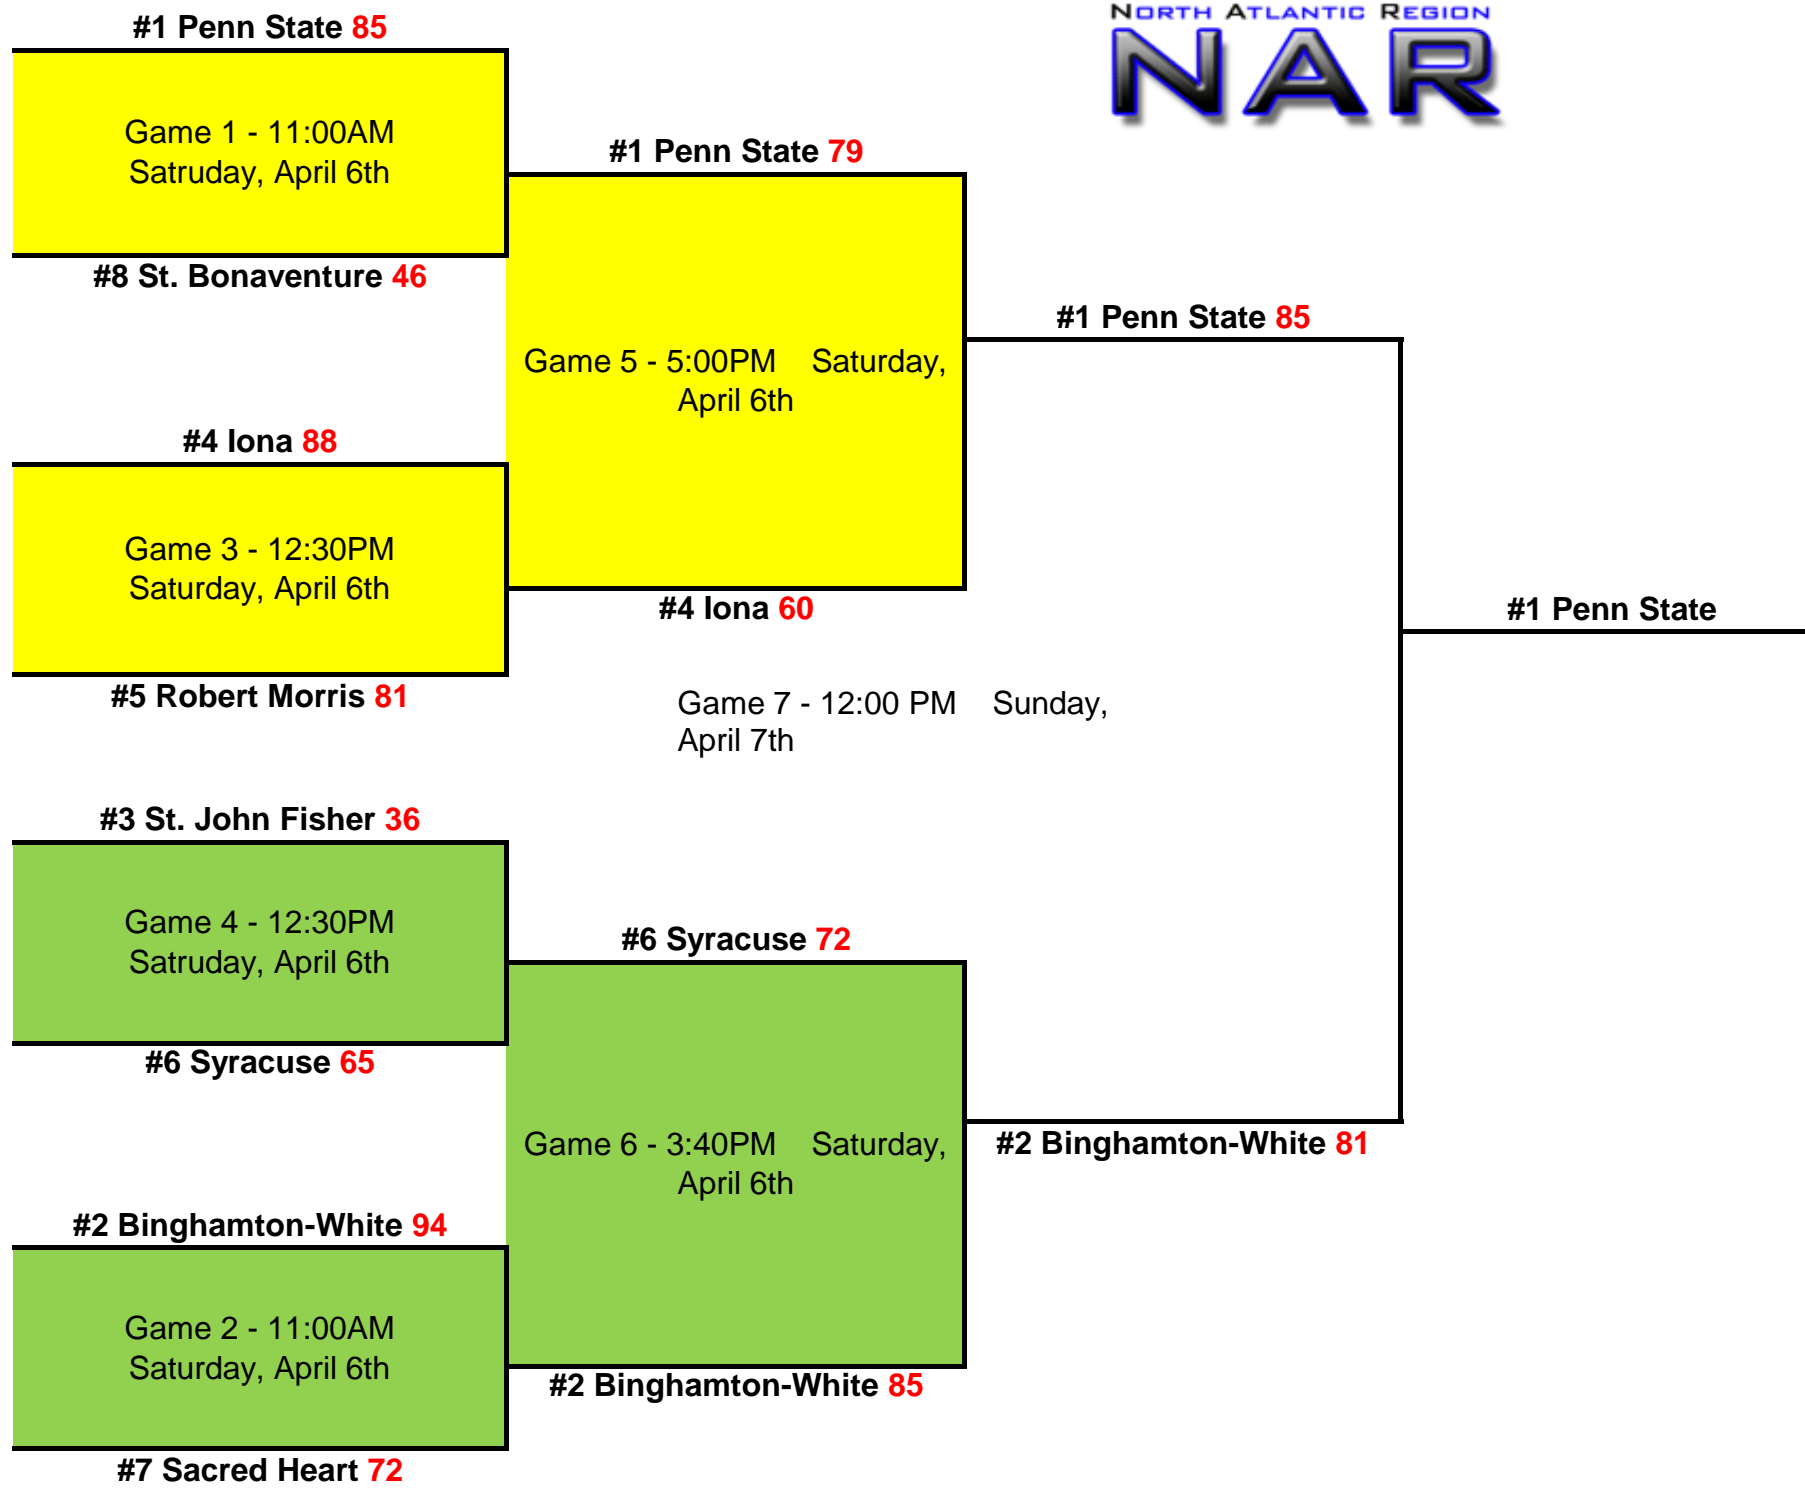 NORTH ATLANTIC REGION
NAR
#1 Penn State 85
Game 1 - 11:00AM
Satruday, April 6th
#8 St. Bonaventure 46
#1 Penn State 79
Game 5 - 5:00PM Saturday,
April 6th
#4 Iona 88
Game 3 - 12:30PM
Saturday, April 6th
#5 Robert Morris 81
#4 Iona 60
#1 Penn State 85
Game 7 - 12:00 PM Sunday,
April 7th
#1 Penn State
#3 St. John Fisher 36
Game 4 - 12:30PM
Satruday, April 6th
#6 Syracuse 65
#6 Syracuse 72
Game 6 - 3:40PM Saturday,
April 6th
#2 Binghamton-White 81
#2 Binghamton-White 94
Game 2 - 11:00AM
Saturday, April 6th
#7 Sacred Heart 72
#2 Binghamton-White 85